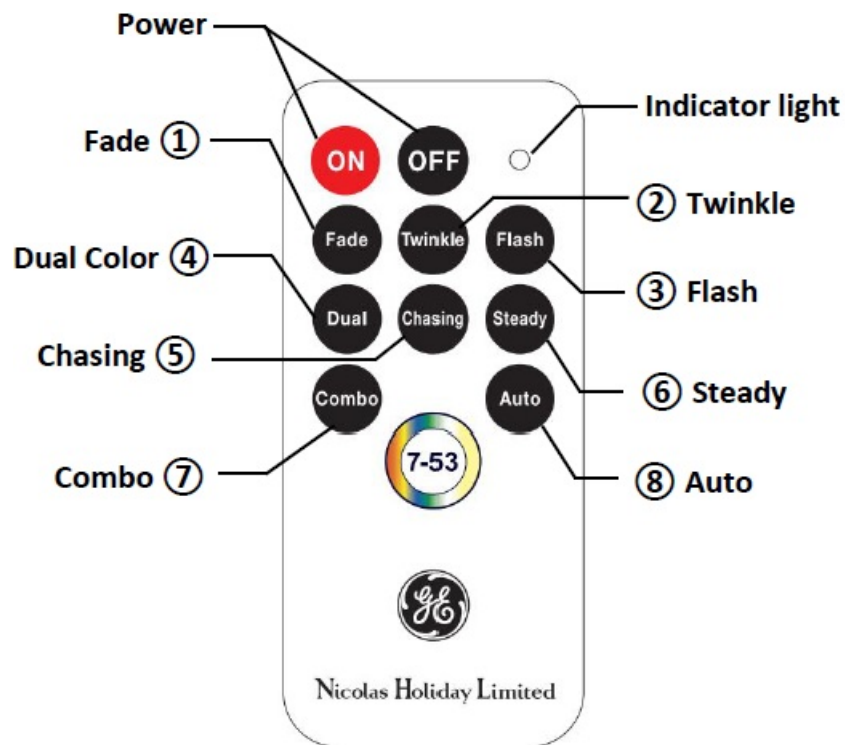 Power
Indicator light
Fade ①
ON OFF
② Twinkle
Fade Twinkle Flash
Dual Color ④
③ Flash
Dual Chasing Steady
Chasing ⑤
⑥ Steady
Combo Auto
7-53
Combo ⑦
⑧ Auto
GE
Nicolas Holiday Limited